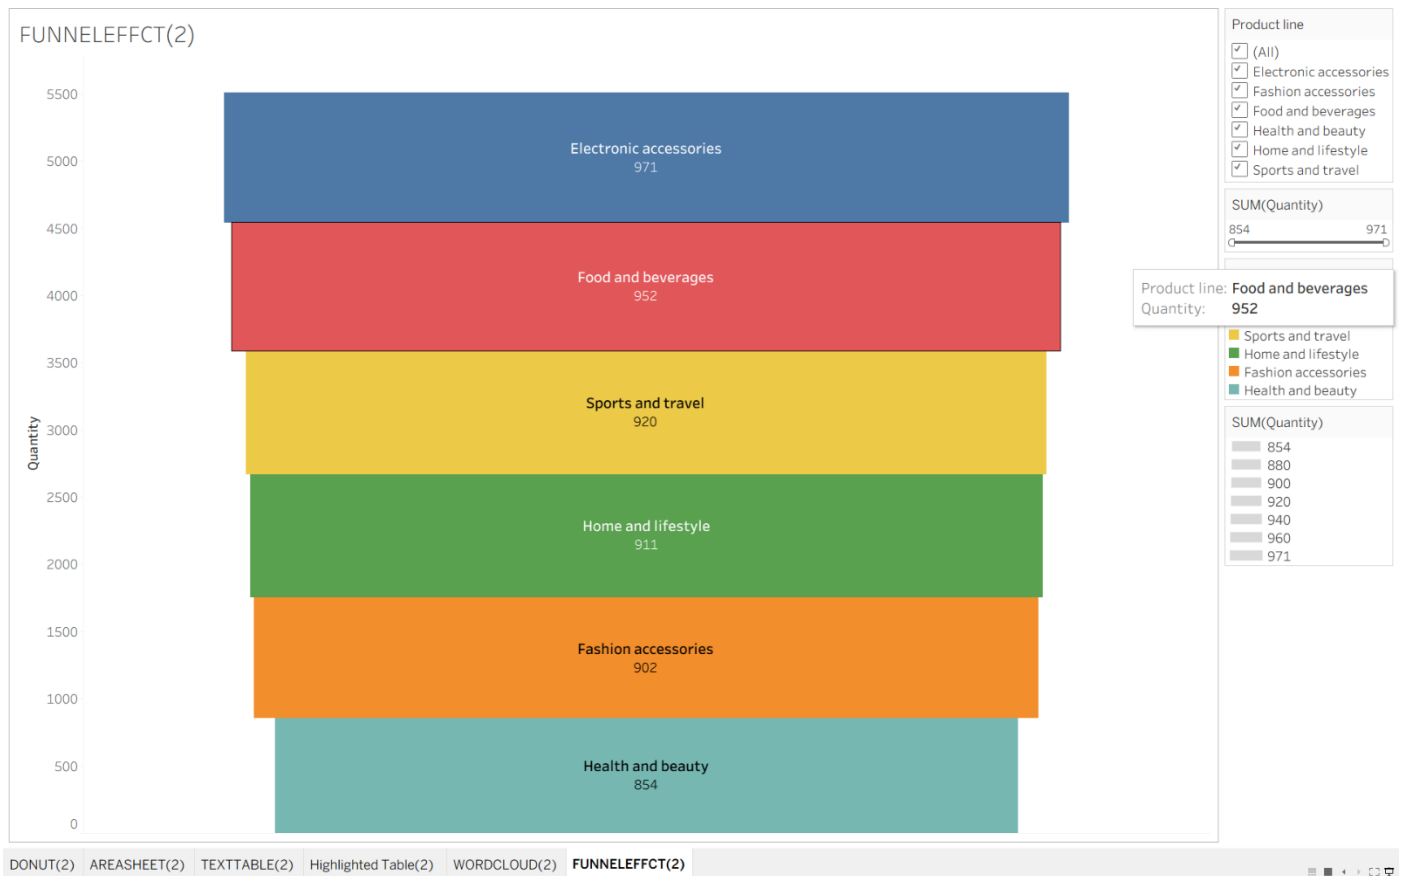 FUNNELEFFCT(2)
5500
5000
4500
4000
3500
3000
2500
2000
1500
1000
500
0
Quantity
Electronic accessories
971
Food and beverages
952
Sports and travel
920
Home and lifestyle
911
Fashion accessories
902
Health and beauty
854
Product line
(All)
Electronic accessories
Fashion accessories
Food and beverages
Health and beauty
Home and lifestyle
Sports and travel
SUM(Quantity)
854 971
Product line: Food and beverages
Quantity: 952
Sports and travel
Home and lifestyle
Fashion accessories
Health and beauty
SUM(Quantity)
854
880
900
920
940
960
971
DONUT(2) AREASHEET(2) TEXTTABLE(2) Highlighted Table(2) WORDCLOUD(2) FUNNELEFFCT(2)